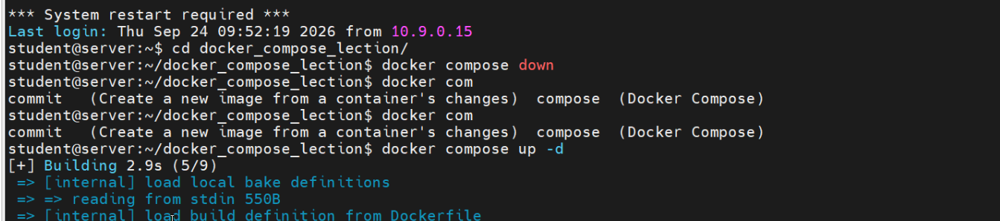 *** System restart required ***
Last login: Thu Sep 24 09:52:19 2026 from 10.9.0.15
student@server:~$ cd docker_compose_lection/
student@server:~/docker_compose_lection$ docker compose down
student@server:~/docker_compose_lection$ docker com
commit   (Create a new image from a container's changes)  compose  (Docker Compose)
student@server:~/docker_compose_lection$ docker com
commit   (Create a new image from a container's changes)  compose  (Docker Compose)
student@server:~/docker_compose_lection$ docker compose up -d
[+] Building 2.9s (5/9)
 => [internal] load local bake definitions
 => => reading from stdin 550B
 => [internal] load build definition from Dockerfile